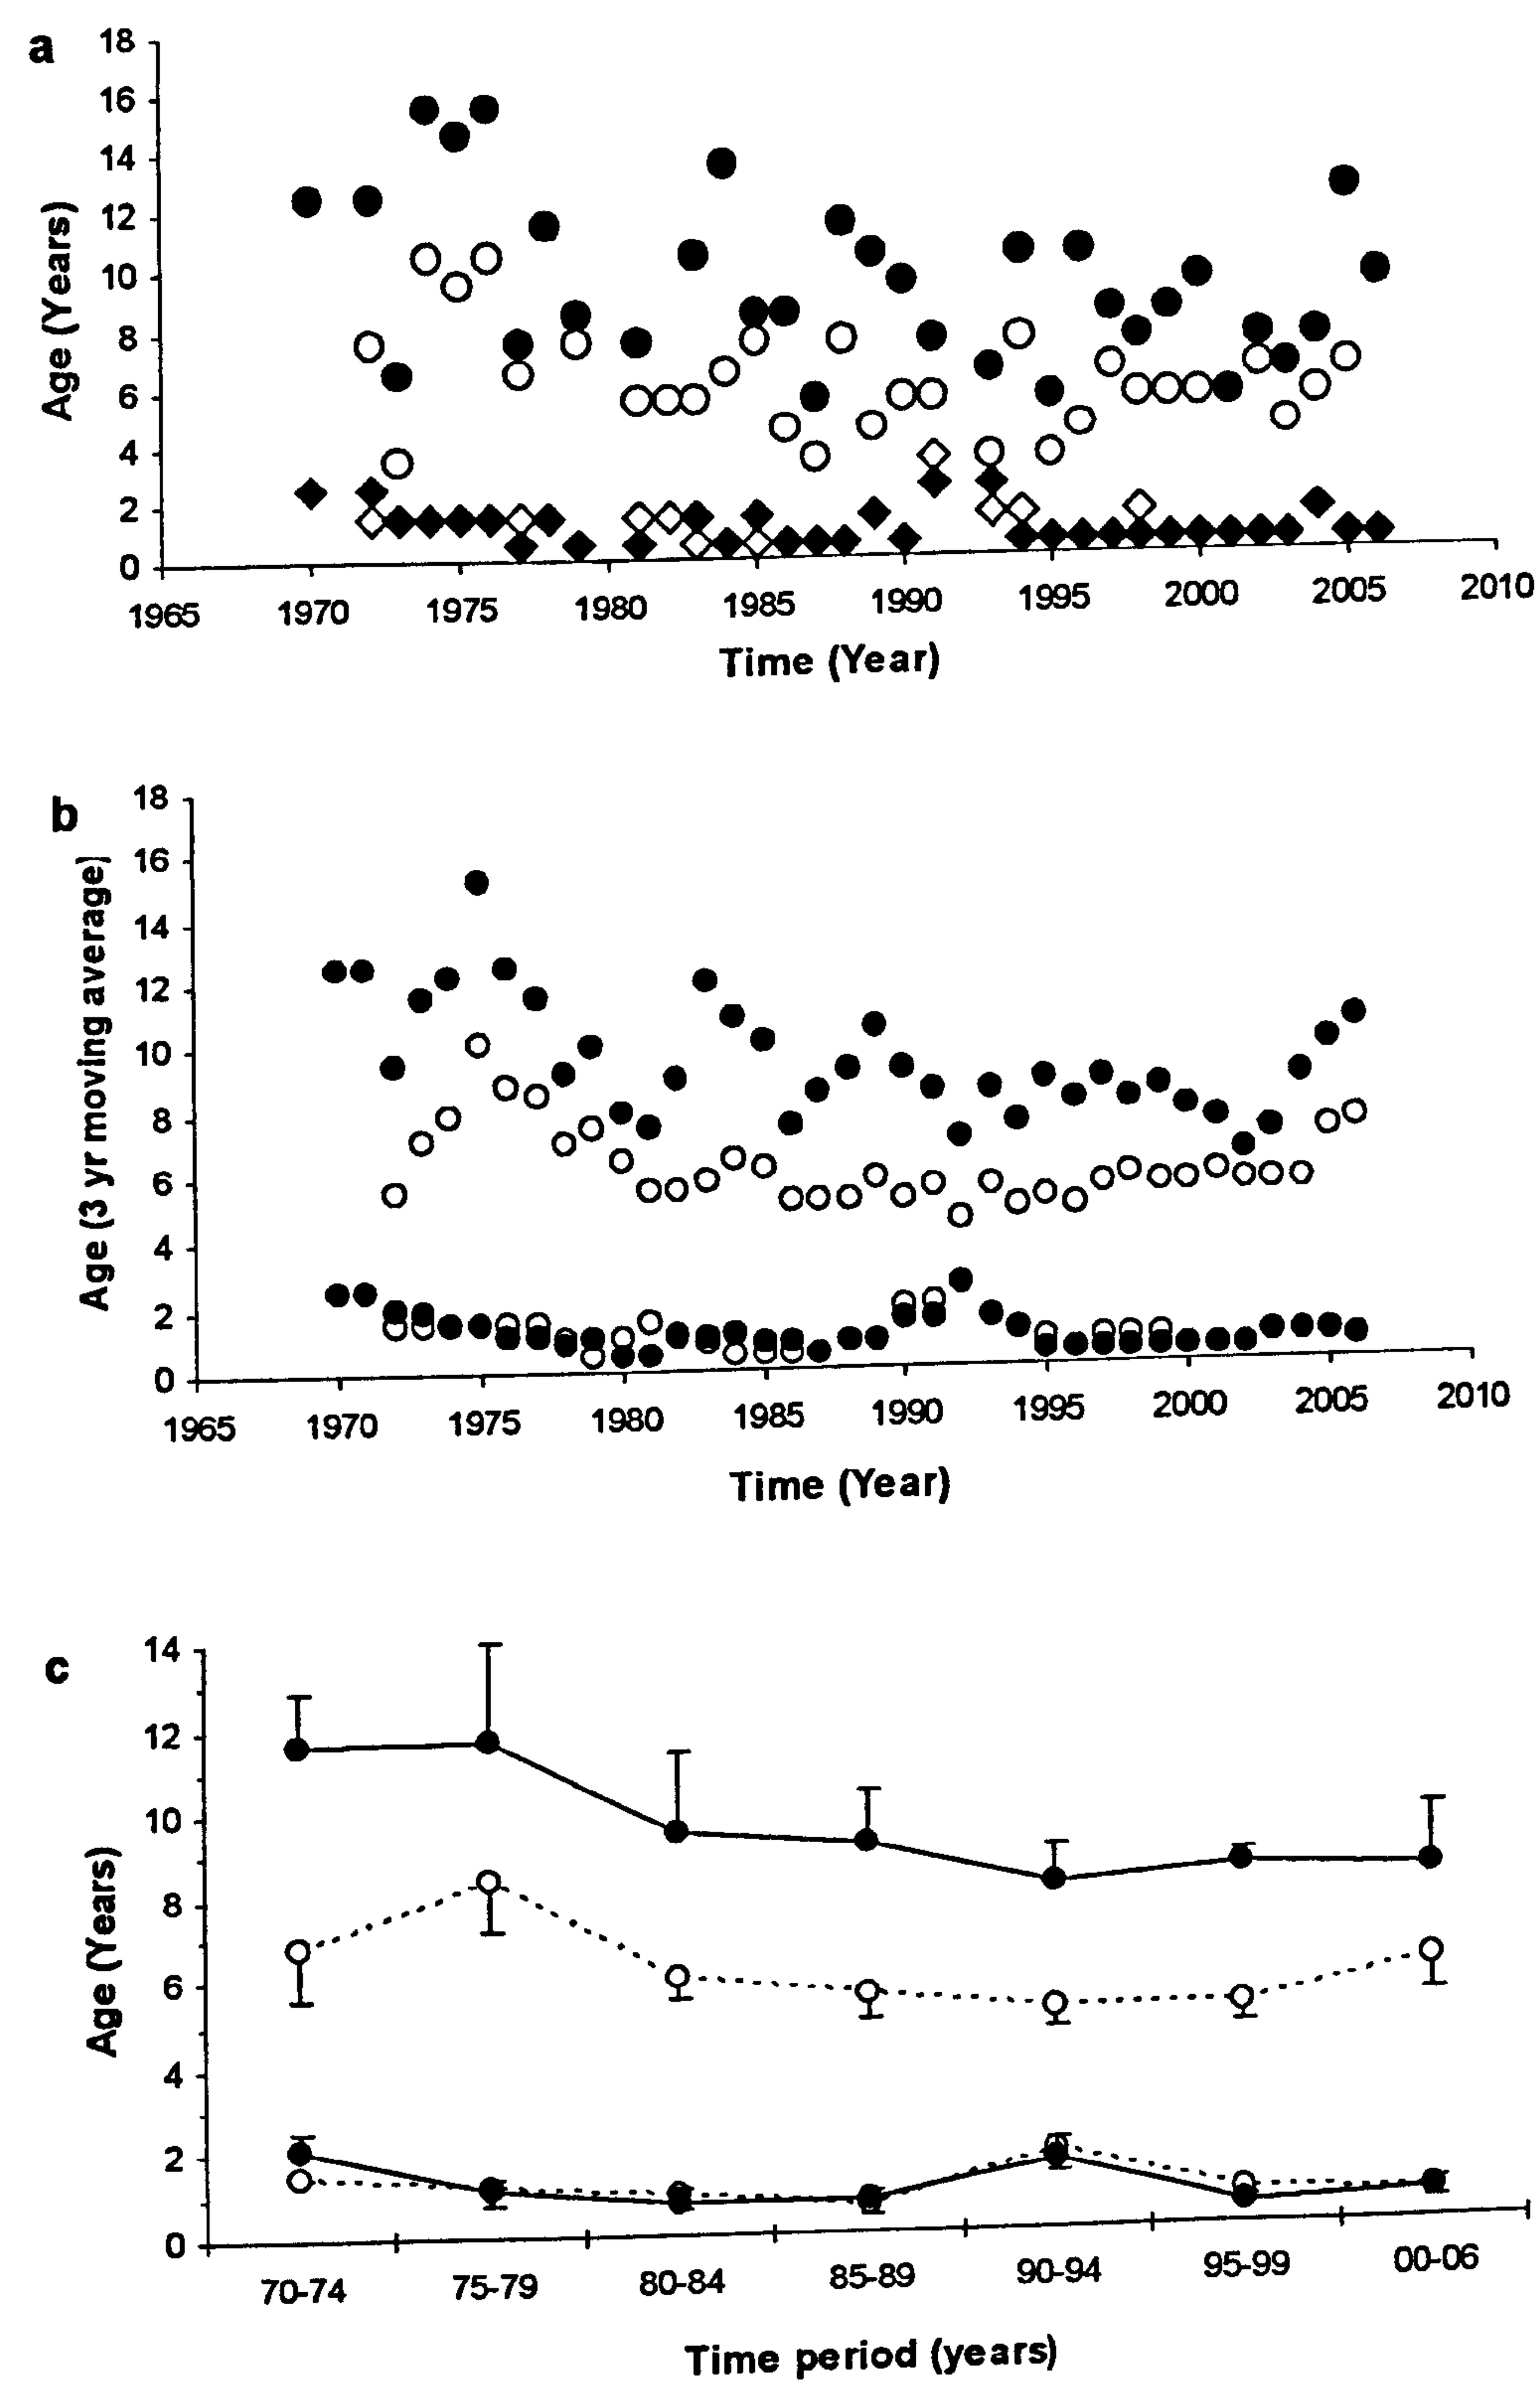 a
Age (Years)
18
16
14
12
10
8
6
4
2
0
1965 1970 1975 1980 1985 1990 1995 2000 2005 2010
Time (Year)
b
Age (3 yr moving average)
18
16
14
12
10
8
6
4
2
0
1965 1970 1975 1980 1985 1990 1995 2000 2005 2010
Time (Year)
c
Age (Years)
14
12
10
8
6
4
2
0
70-74 75-79 80-84 85-89 90-94 95-99 00-06
Time period (years)